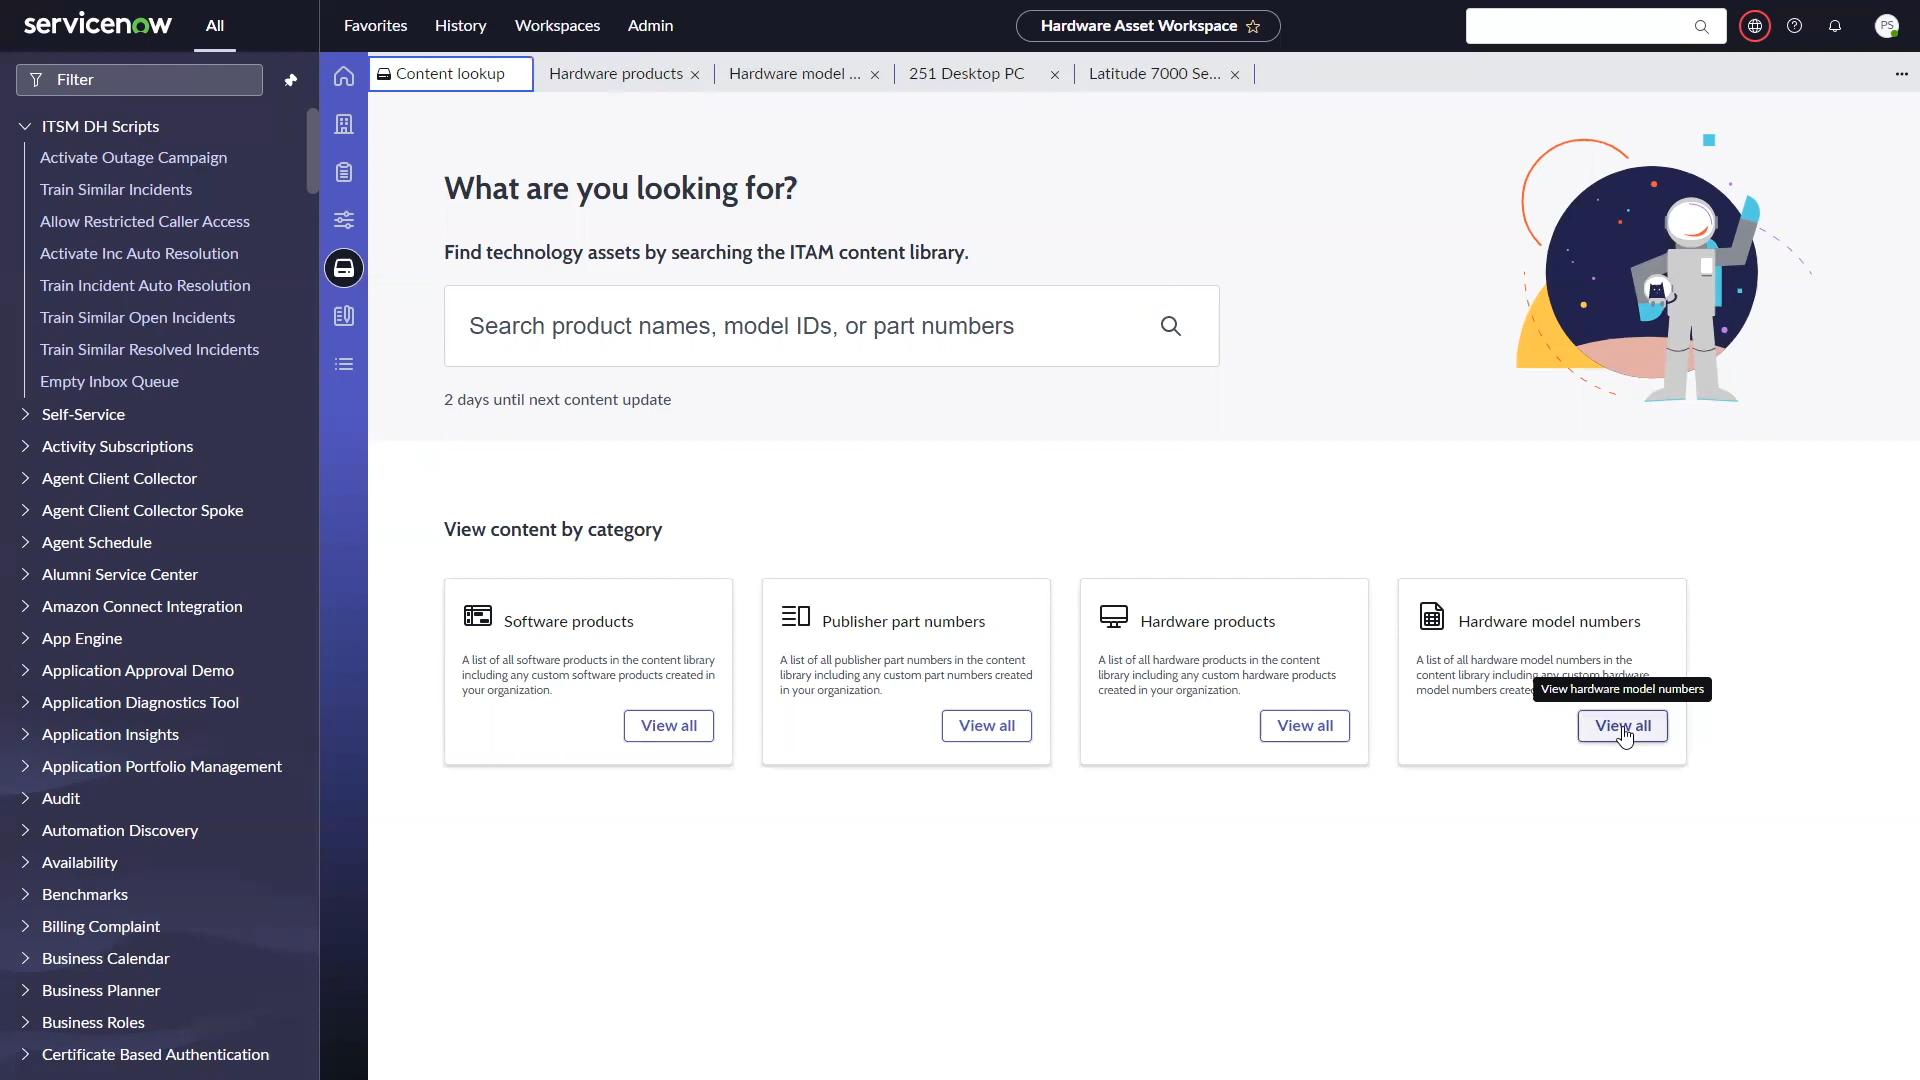 servicenow
All
Favorites
History
Workspaces
Admin
Hardware Asset Workspace
PS
Filter
ITSM DH Scripts
Activate Outage Campaign
Train Similar Incidents
Allow Restricted Caller Access
Activate Inc Auto Resolution
Train Incident Auto Resolution
Train Similar Open Incidents
Train Similar Resolved Incidents
Empty Inbox Queue
Self-Service
Activity Subscriptions
Agent Client Collector
Agent Client Collector Spoke
Agent Schedule
Alumni Service Center
Amazon Connect Integration
App Engine
Application Approval Demo
Application Diagnostics Tool
Application Insights
Application Portfolio Management
Audit
Automation Discovery
Availability
Benchmarks
Billing Complaint
Business Calendar
Business Planner
Business Roles
Certificate Based Authentication
Content lookup
Hardware products
Hardware model ...
251 Desktop PC
Latitude 7000 Se...
What are you looking for?
Find technology assets by searching the ITAM content library.
Search product names, model IDs, or part numbers
2 days until next content update
View content by category
Software products
A list of all software products in the content library
including any custom software products created in
your organization.
View all
Publisher part numbers
A list of all publisher part numbers in the content
library including any custom part numbers created
in your organization.
View all
Hardware products
A list of all hardware products in the content
library including any custom hardware products
created in your organization.
View all
Hardware model numbers
A list of all hardware model numbers in the
content library including any custom hardware
model numbers create
View hardware model numbers
View all